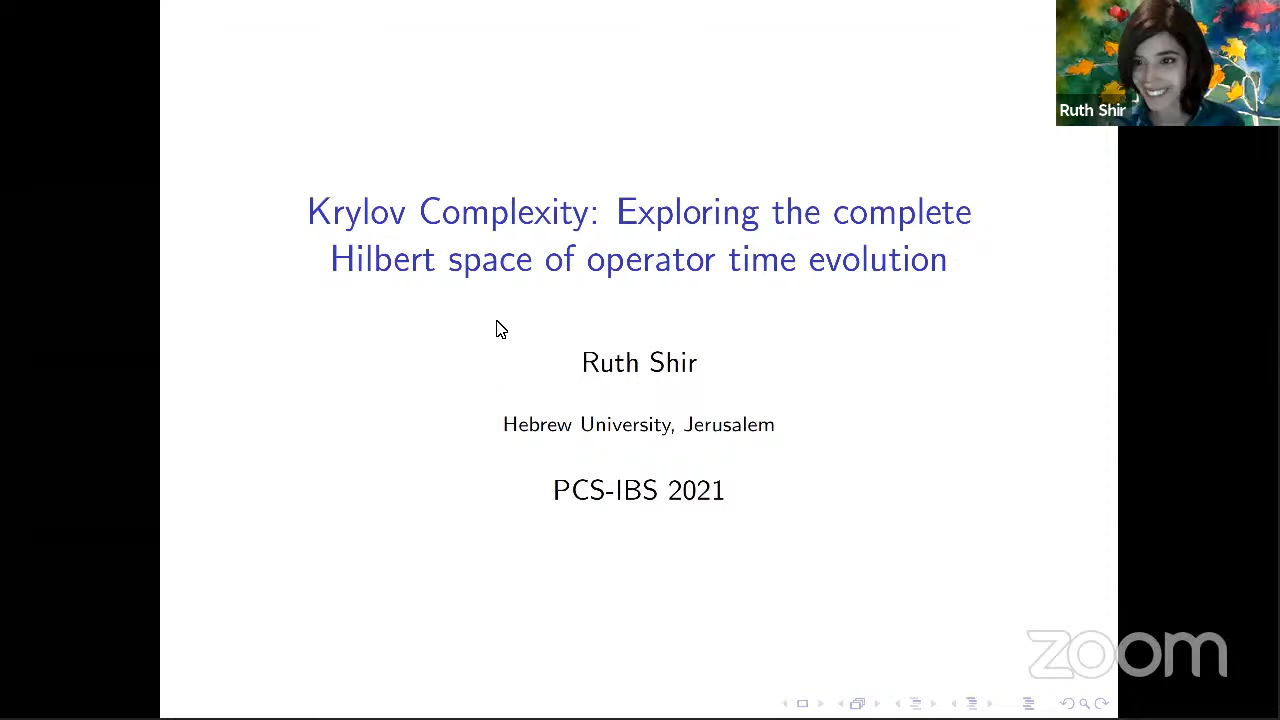 Ruth Shir
Krylov Complexity: Exploring the complete
Hilbert space of operator time evolution
Ruth Shir
Hebrew University, Jerusalem
PCS-IBS 2021
zoom